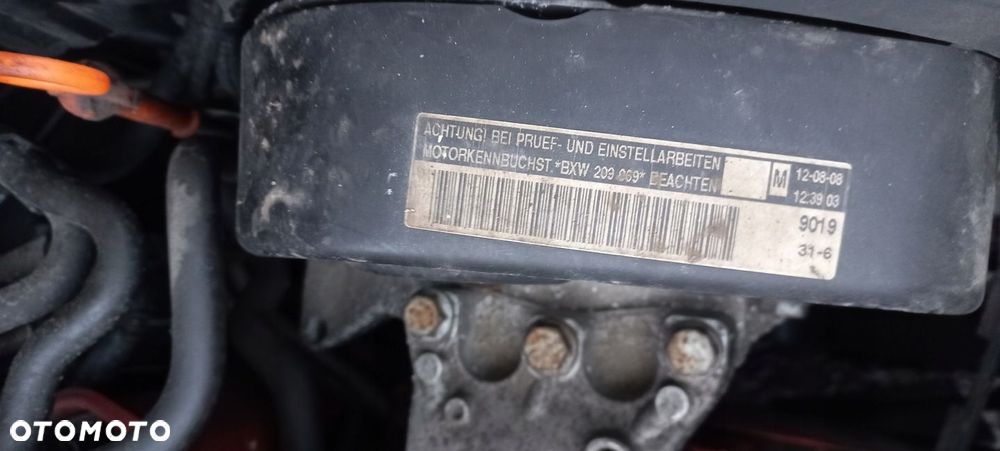 ACHTUNG! BEI PRUEF- UND EINSTELLARBEITEN
MOTORKENNBUCHST. *BXW 209 069* BEACHTEN
M
12-08-08
12:39 03
9019
31-6
OTOMOTO